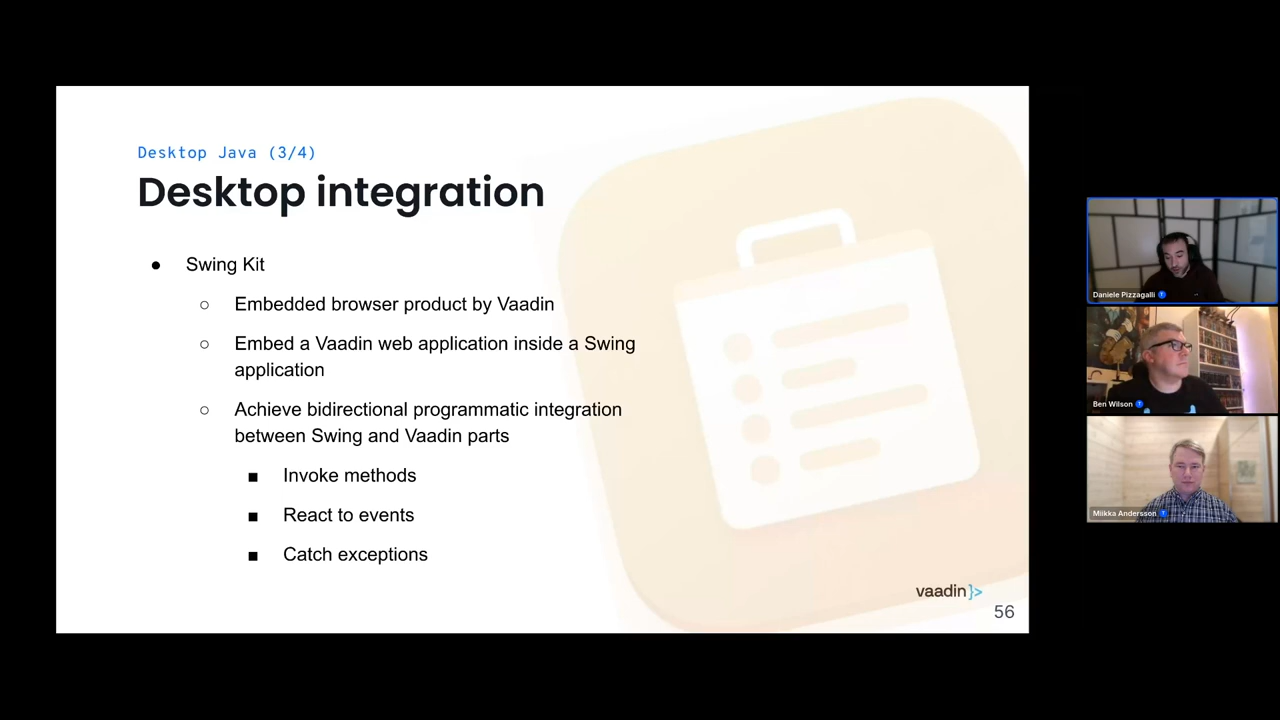 Desktop Java (3/4)
Desktop integration
● Swing Kit
○ Embedded browser product by Vaadin
○ Embed a Vaadin web application inside a Swing
application
○ Achieve bidirectional programmatic integration
between Swing and Vaadin parts
■ Invoke methods
■ React to events
■ Catch exceptions
vaadin}>
56
Daniele Pizzagalli
Ben Wilson
Miikka Andersson